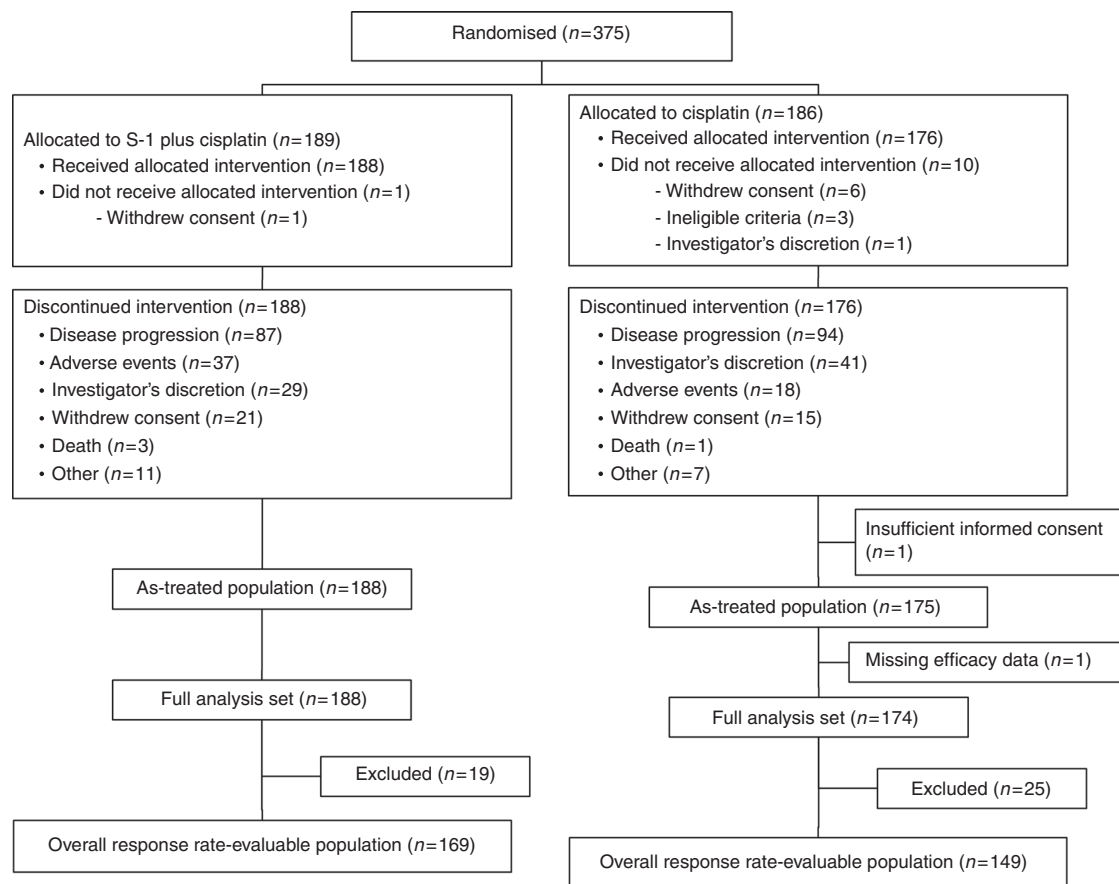 Randomised (n=375)
Allocated to S-1 plus cisplatin (n=189)
• Received allocated intervention (n=188)
• Did not receive allocated intervention (n=1)
- Withdrew consent (n=1)
Allocated to cisplatin (n=186)
• Received allocated intervention (n=176)
• Did not receive allocated intervention (n=10)
- Withdrew consent (n=6)
- Ineligible criteria (n=3)
- Investigator's discretion (n=1)
Discontinued intervention (n=188)
• Disease progression (n=87)
• Adverse events (n=37)
• Investigator's discretion (n=29)
• Withdrew consent (n=21)
• Death (n=3)
• Other (n=11)
Discontinued intervention (n=176)
• Disease progression (n=94)
• Investigator's discretion (n=41)
• Adverse events (n=18)
• Withdrew consent (n=15)
• Death (n=1)
• Other (n=7)
Insufficient informed consent
(n=1)
As-treated population (n=188)
As-treated population (n=175)
Missing efficacy data (n=1)
Full analysis set (n=188)
Full analysis set (n=174)
Excluded (n=19)
Excluded (n=25)
Overall response rate-evaluable population (n=169)
Overall response rate-evaluable population (n=149)